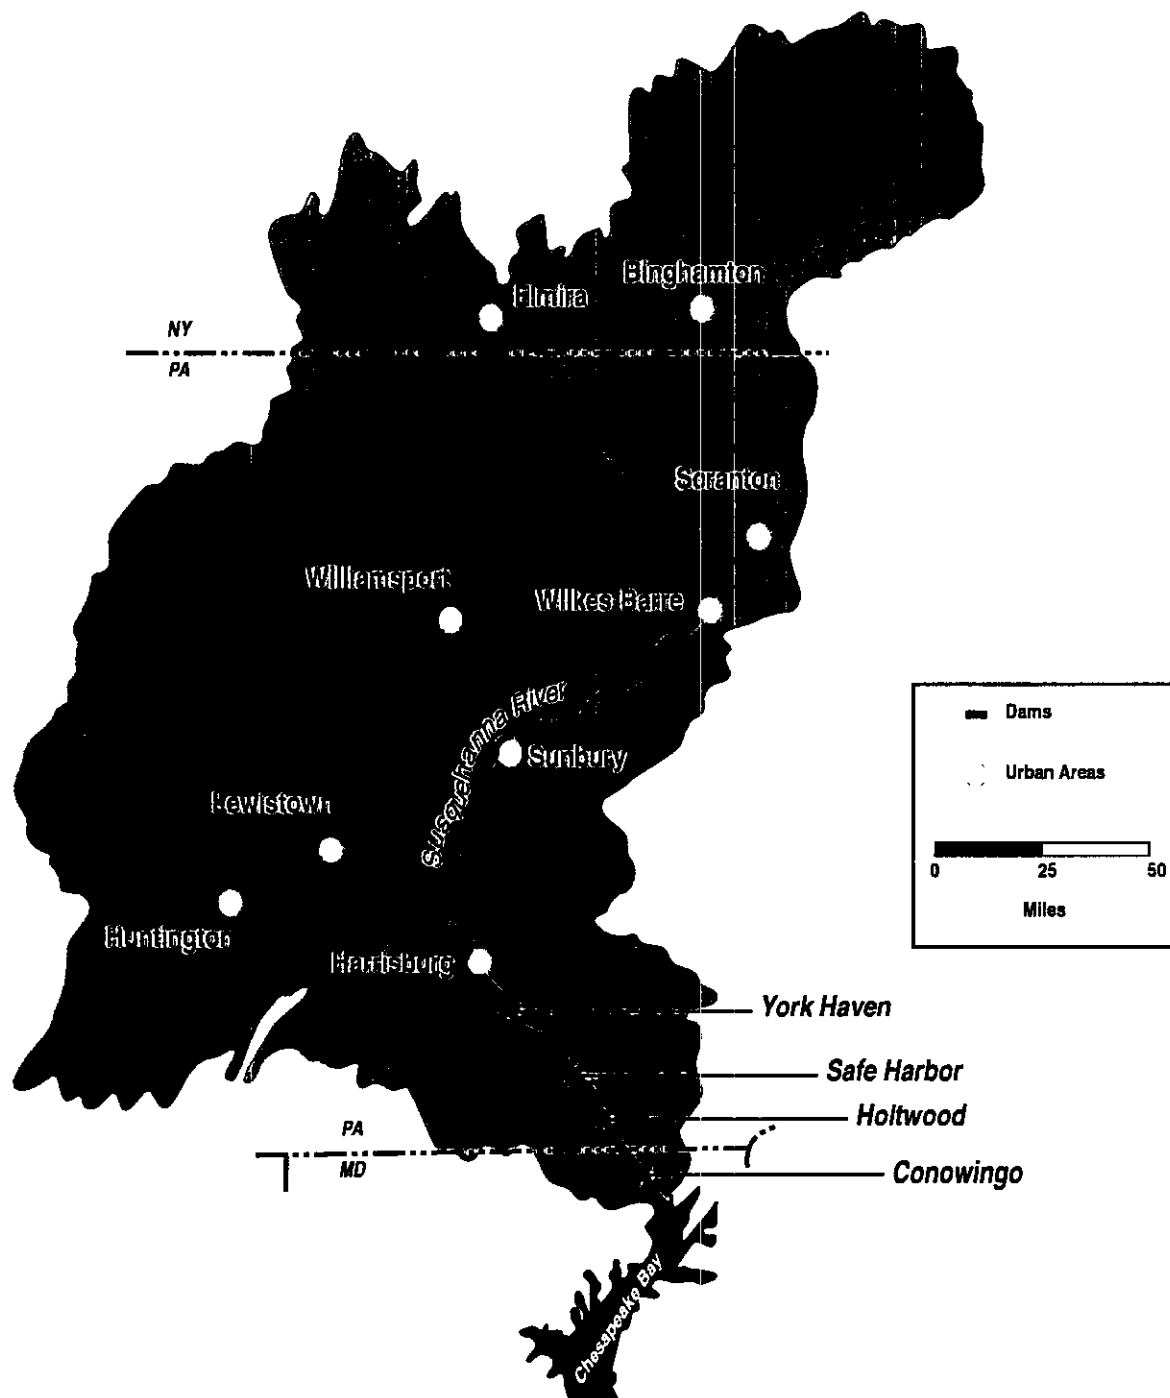 Binghamton
Elmira
NY
PA
Scranton
Williamsport
Wilkes Barre
Susquehanna River
Dams
Sunbury
Urban Areas
Lewistown
0 25 50
Miles
Huntington
Harrisburg
York Haven
Safe Harbor
Holtwood
PA
MD
Conowingo
Chesapeake Bay